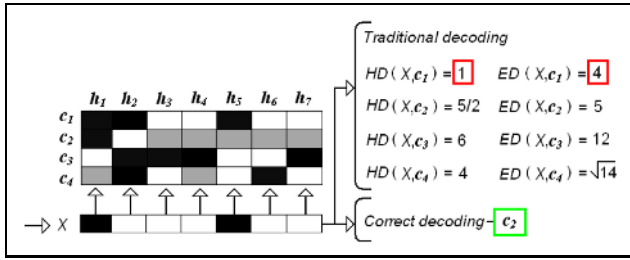 Traditional decoding
h1 h2 h3 h4 h5 h6 h7
HD ( X,c1) = 1 ED ( X,c1) = 4
c1
HD ( X,c2) = 5/2 ED ( X,c2) = 5
c2
c3
HD ( X,c3) = 6 ED ( X,c3) = 12
c4
HD ( X,c4) = 4 ED ( X,c4) = √14
X
Correct decoding - c2